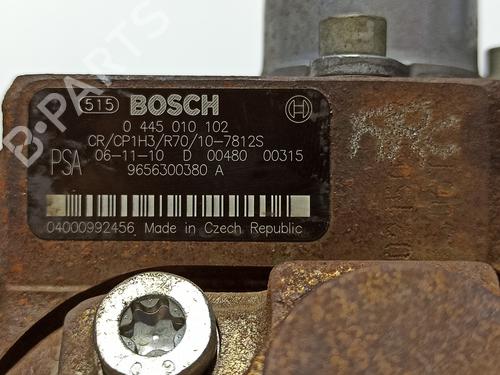 515 BOSCH
0 445 010 102
CR/CP1H3/R70/10-7812S
PSA 06-11-10 D 00480 00315
9656300380 A
04000992456 Made in Czech Republic
B-PARTS